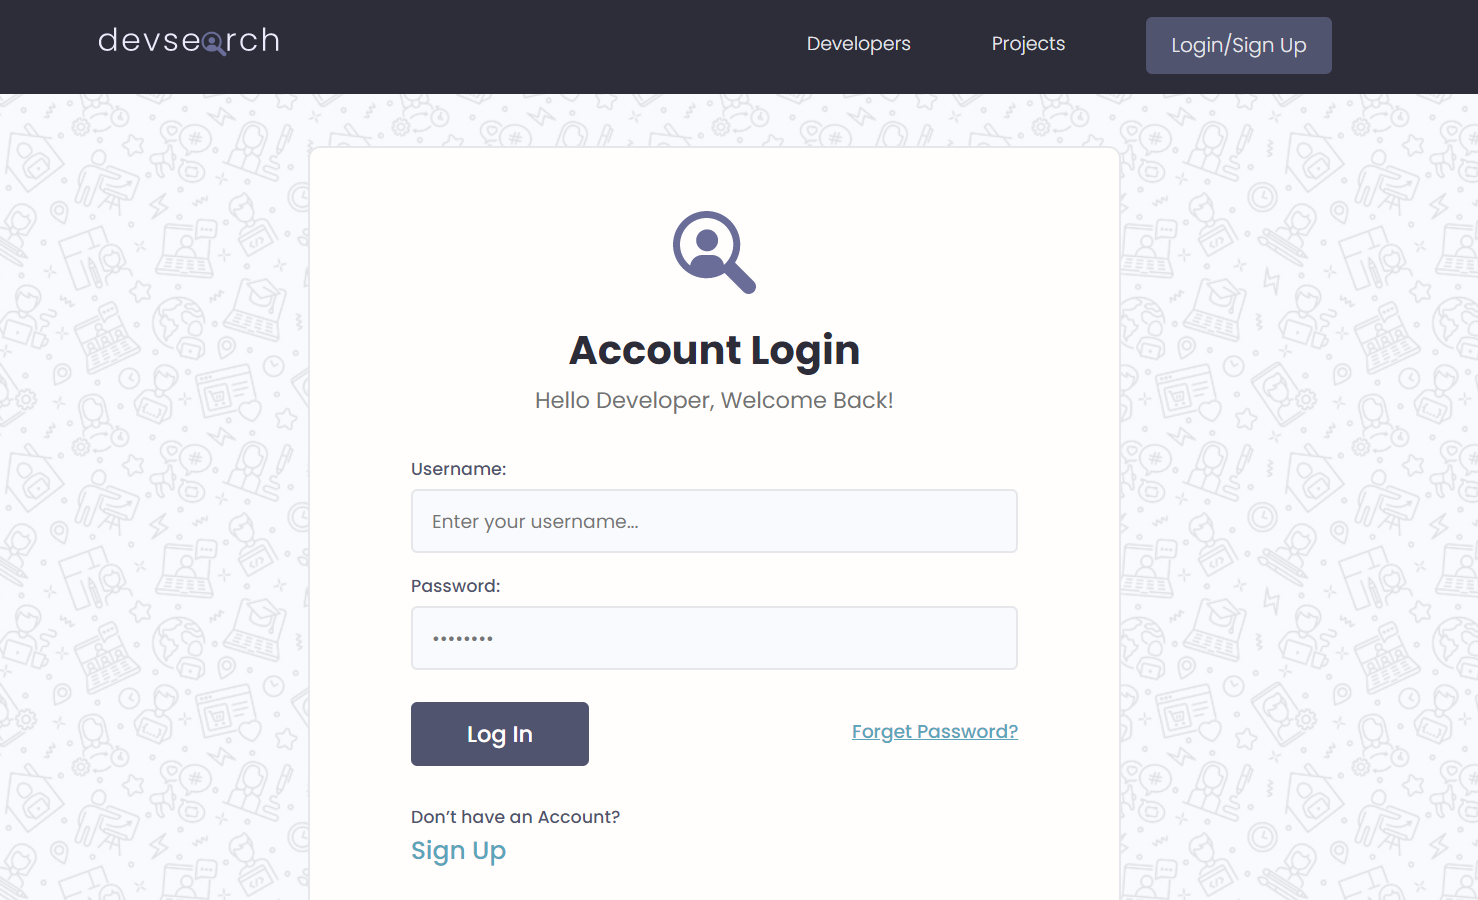 devsearch
Developers
Projects
Login/Sign Up
Account Login
Hello Developer, Welcome Back!
Username:
Enter your username...
Password:
••••••••
Log In
Forget Password?
Don’t have an Account?
Sign Up